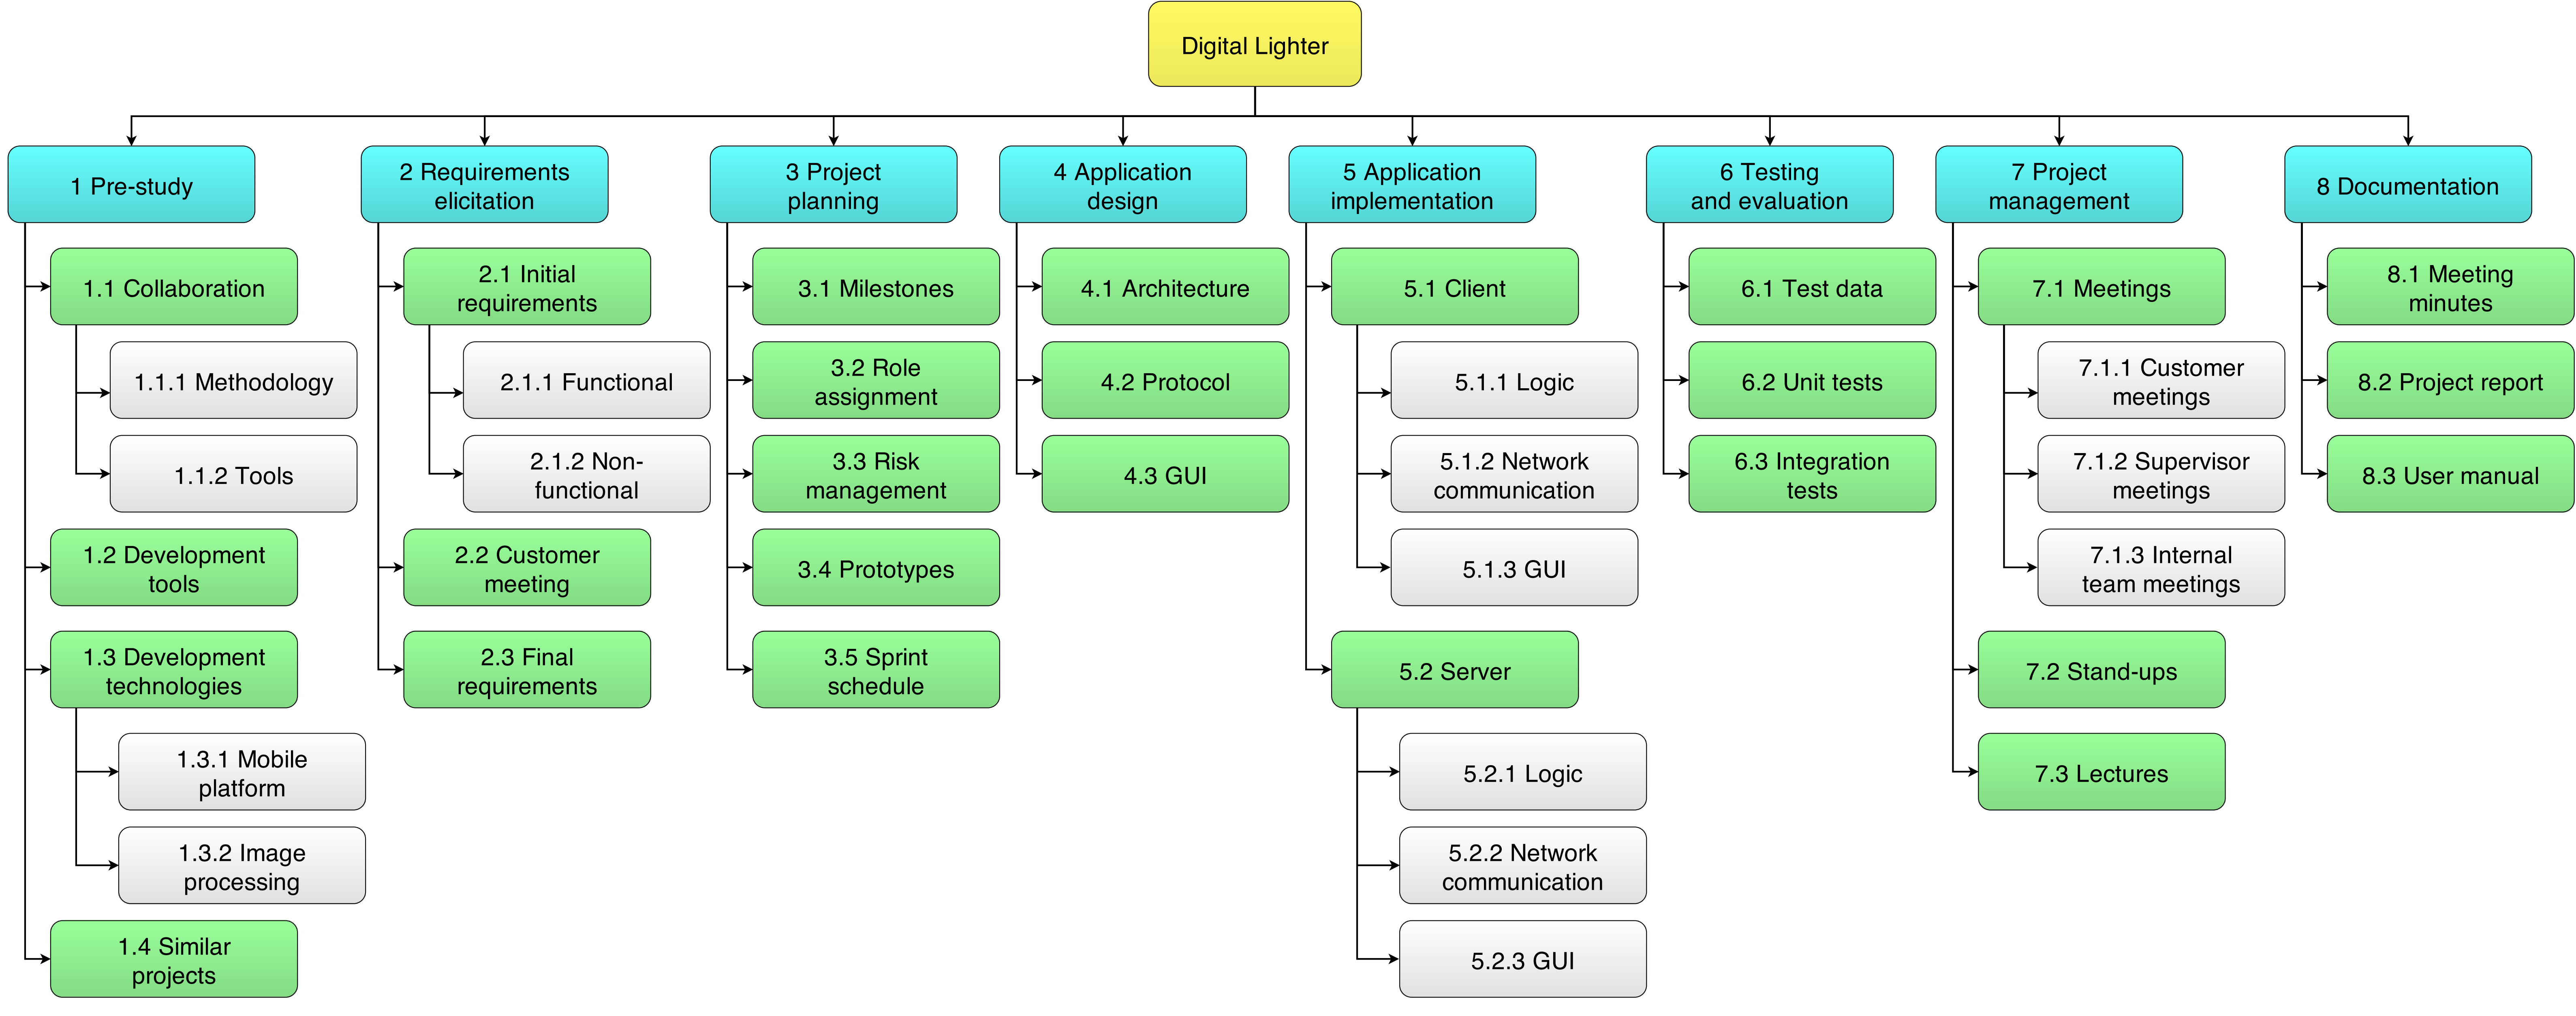 Digital Lighter
1 Pre-study
2 Requirements
elicitation
3 Project
planning
4 Application
design
5 Application
implementation
6 Testing
and evaluation
7 Project
management
8 Documentation
1.1 Collaboration
1.1.1 Methodology
1.1.2 Tools
1.2 Development
tools
1.3 Development
technologies
1.3.1 Mobile
platform
1.3.2 Image
processing
1.4 Similar
projects
2.1 Initial
requirements
2.1.1 Functional
2.1.2 Non-
functional
2.2 Customer
meeting
2.3 Final
requirements
3.1 Milestones
3.2 Role
assignment
3.3 Risk
management
3.4 Prototypes
3.5 Sprint
schedule
4.1 Architecture
4.2 Protocol
4.3 GUI
5.1 Client
5.1.1 Logic
5.1.2 Network
communication
5.1.3 GUI
5.2 Server
5.2.1 Logic
5.2.2 Network
communication
5.2.3 GUI
6.1 Test data
6.2 Unit tests
6.3 Integration
tests
7.1 Meetings
7.1.1 Customer
meetings
7.1.2 Supervisor
meetings
7.1.3 Internal
team meetings
7.2 Stand-ups
7.3 Lectures
8.1 Meeting
minutes
8.2 Project report
8.3 User manual